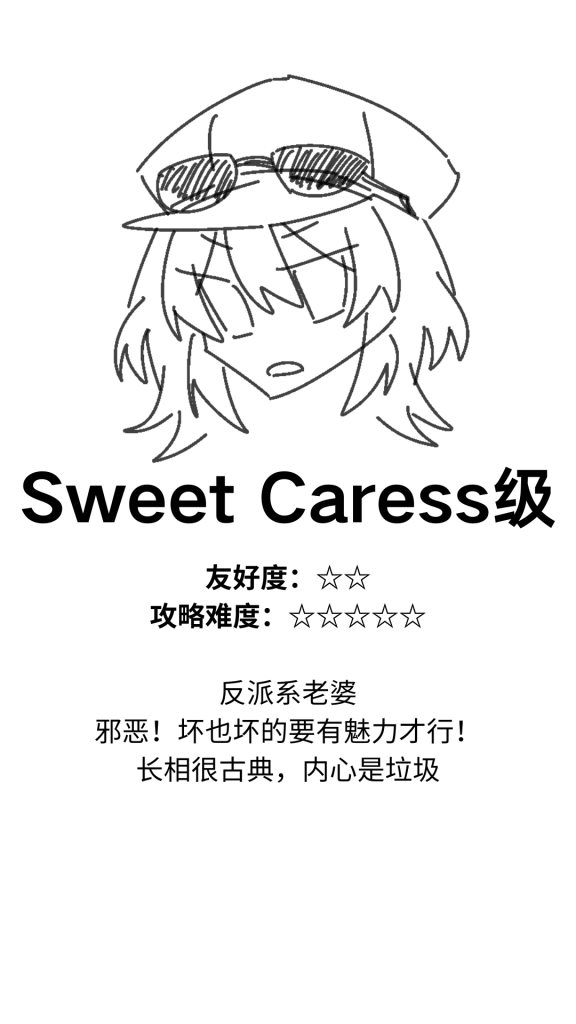 Sweet Caress级
友好度：☆☆
攻略难度：☆☆☆☆☆
反派系老婆
邪恶！坏也坏的要有魅力才行！
长相很古典，内心是垃圾